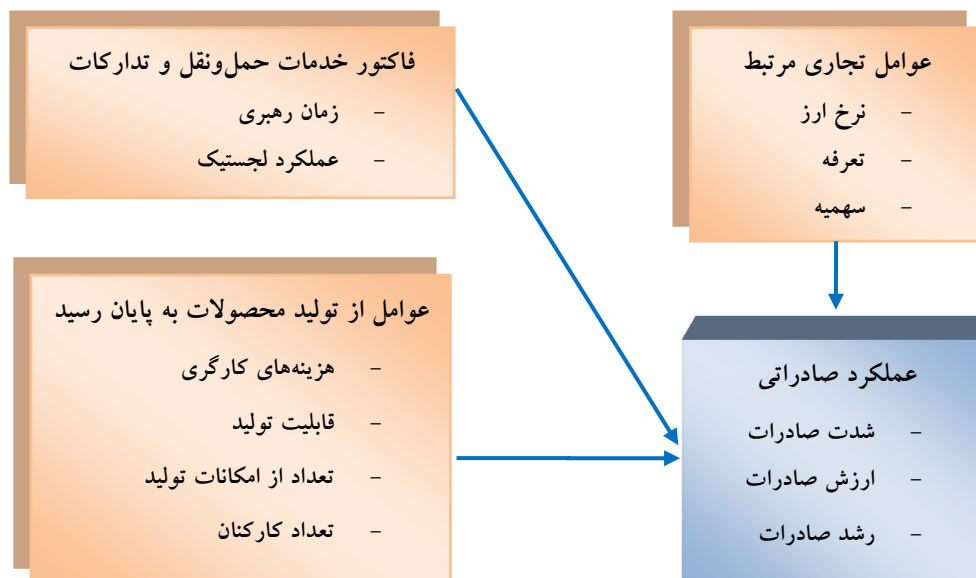 عوامل تجاری مرتبط
- نرخ ارز
- تعرفه
- سهمیه
فاکتور خدمات حمل‌ونقل و تدارکات
- زمان رهبری
- عملکرد لجستیک
عوامل از تولید محصولات به پایان رسید
- هزینه‌های کارگری
- قابلیت تولید
- تعداد از امکانات تولید
- تعداد کارکنان
عملکرد صادراتی
- شدت صادرات
- ارزش صادرات
- رشد صادرات